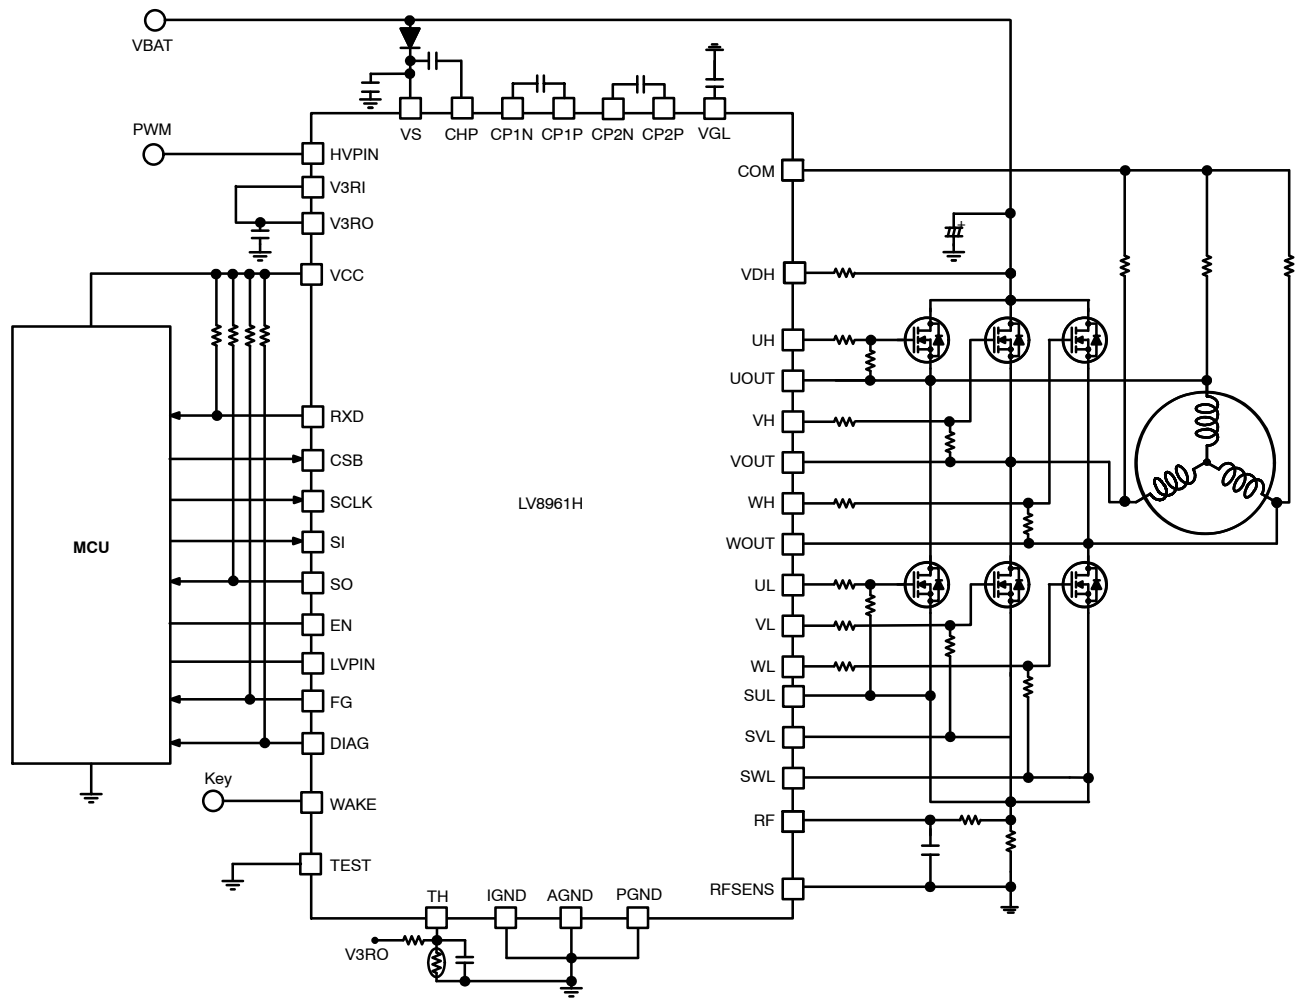 VBAT
VS
CHP
CP1N
CP1P
CP2N
CP2P
VGL
PWM
HVPIN
V3RI
V3RO
VCC
RXD
CSB
SCLK
SI
SO
EN
LVPIN
FG
DIAG
Key
WAKE
TEST
MCU
LV8961H
COM
+
VDH
UH
UOUT
VH
VOUT
WH
WOUT
UL
VL
WL
SUL
SVL
SWL
RF
RFSENS
TH
IGND
AGND
PGND
V3RO